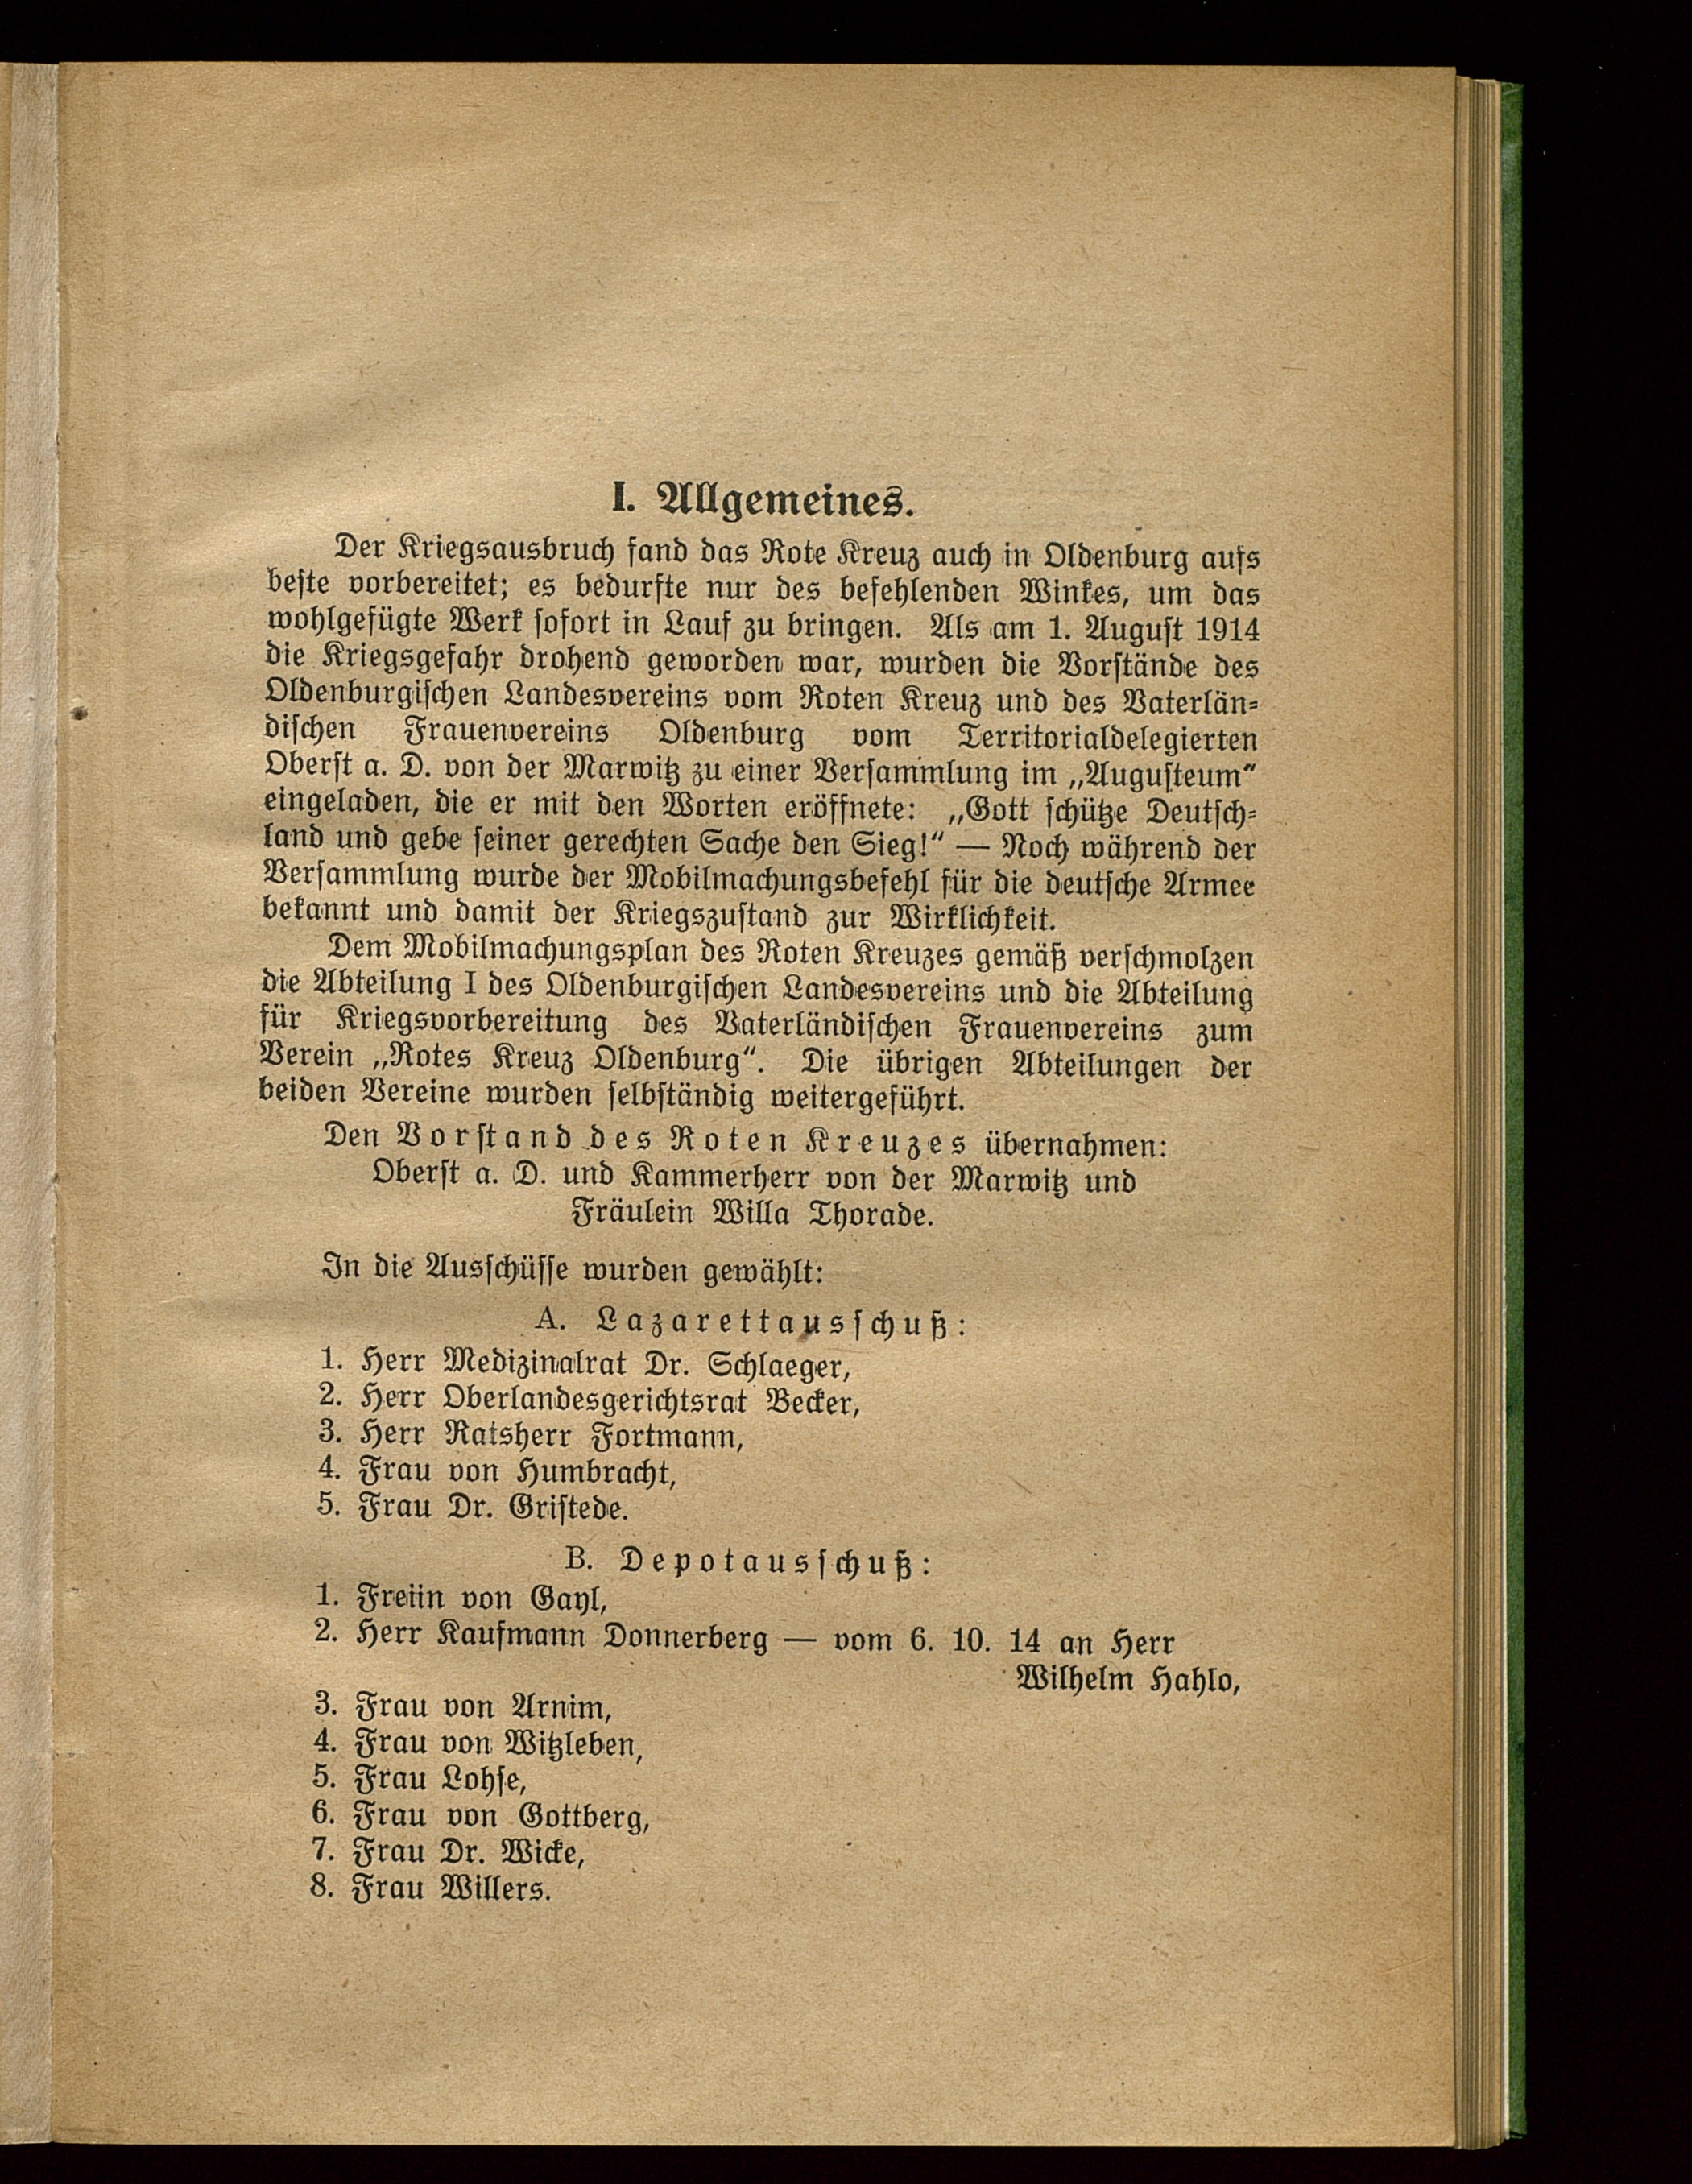 I. Allgemeines.
Der Kriegsausbruch fand das Rote Kreuz auch in Oldenburg aufs
beste vorbereitet; es bedurfte nur des befehlenden Winkes, um das
wohlgefügte Werk sofort in Lauf zu bringen. Als am 1. August 1914
die Kriegsgefahr drohend geworden war, wurden die Vorstände des
Oldenburgischen Landesvereins vom Roten Kreuz und des Vaterlän-
dischen Frauenvereins Oldenburg vom Territorialdelegierten
Oberst a. D. von der Marwitz zu einer Versammlung im „Augusteum“
eingeladen, die er mit den Worten eröffnete: „Gott schütze Deutsch-
land und gebe seiner gerechten Sache den Sieg!“ — Noch während der
Versammlung wurde der Mobilmachungsbefehl für die deutsche Armee
bekannt und damit der Kriegszustand zur Wirklichkeit.
Dem Mobilmachungsplan des Roten Kreuzes gemäß verschmolzen
die Abteilung I des Oldenburgischen Landesvereins und die Abteilung
für Kriegsvorbereitung des Vaterländischen Frauenvereins zum
Verein „Rotes Kreuz Oldenburg“. Die übrigen Abteilungen der
beiden Vereine wurden selbständig weitergeführt.
Den Vorstand des Roten Kreuzes übernahmen:
Oberst a. D. und Kammerherr von der Marwitz und
Fräulein Willa Thorade.
In die Ausschüsse wurden gewählt:
A. Lazarettausschuß:
1. Herr Medizinalrat Dr. Schlaeger,
2. Herr Oberlandesgerichtsrat Becker,
3. Herr Ratsherr Fortmann,
4. Frau von Humbracht,
5. Frau Dr. Gristede.
B. Depotausschuß:
1. Freiin von Gayl,
2. Herr Kaufmann Donnerberg — vom 6. 10. 14 an Herr
Wilhelm Hahlo,
3. Frau von Arnim,
4. Frau von Witzleben,
5. Frau Lohse,
6. Frau von Gottberg,
7. Frau Dr. Wicke,
8. Frau Willers.